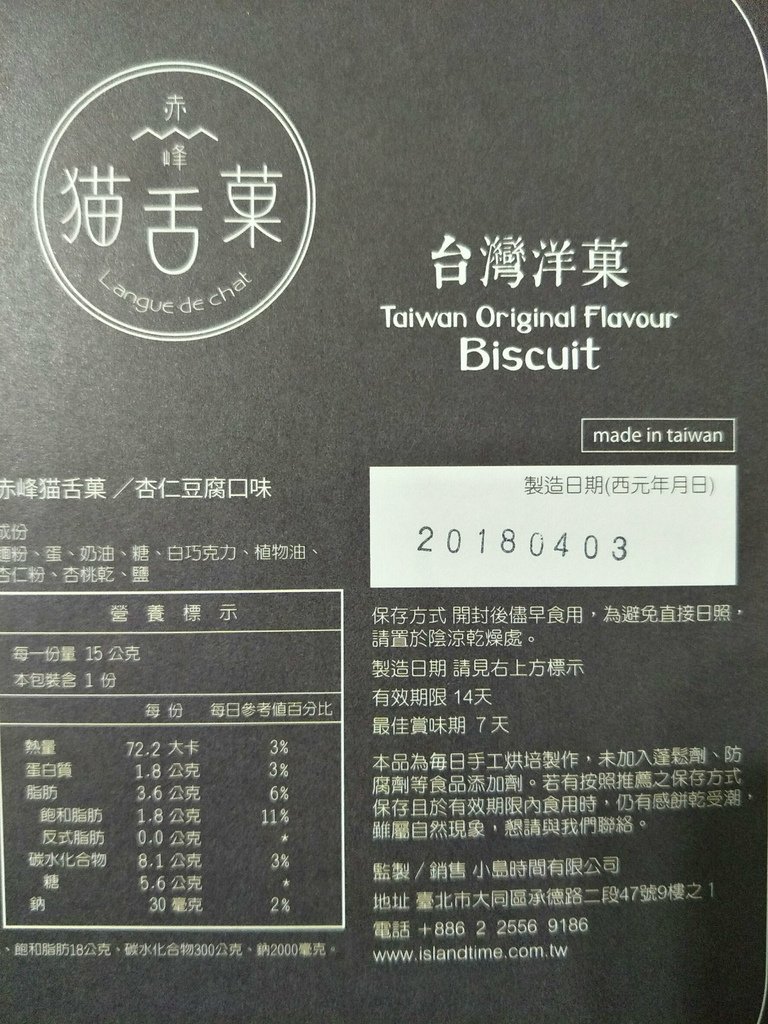 赤
峰
猫舌菓
Langue de chat
台灣洋菓
Taiwan Original Flavour
Biscuit
made in taiwan
赤峰猫舌菓／杏仁豆腐口味
成份
麵粉、蛋、奶油、糖、白巧克力、植物油、
杏仁粉、杏桃乾、鹽
營養標示
每一份量 15 公克
本包裝含 1 份
每份 每日參考值百分比
熱量 72.2 大卡 3%
蛋白質 1.8 公克 3%
脂肪 3.6 公克 6%
飽和脂肪 1.8 公克 11%
反式脂肪 0.0 公克 *
碳水化合物 8.1 公克 3%
糖 5.6 公克 *
鈉 30 毫克 2%
、飽和脂肪18公克、碳水化合物300公克、鈉2000毫克。
製造日期(西元年月日)
20180403
保存方式 開封後儘早食用，為避免直接日照，
請置於陰涼乾燥處。
製造日期 請見右上方標示
有效期限 14天
最佳賞味期 7天
本品為每日手工烘培製作，未加入蓬鬆劑、防
腐劑等食品添加劑。若有按照推薦之保存方式
保存且於有效期限內食用時，仍有感餅乾受潮，
雖屬自然現象，懇請與我們聯絡。
監製／銷售 小島時間有限公司
地址 臺北市大同區承德路二段47號9樓之1
電話 +886 2 2556 9186
www.islandtime.com.tw